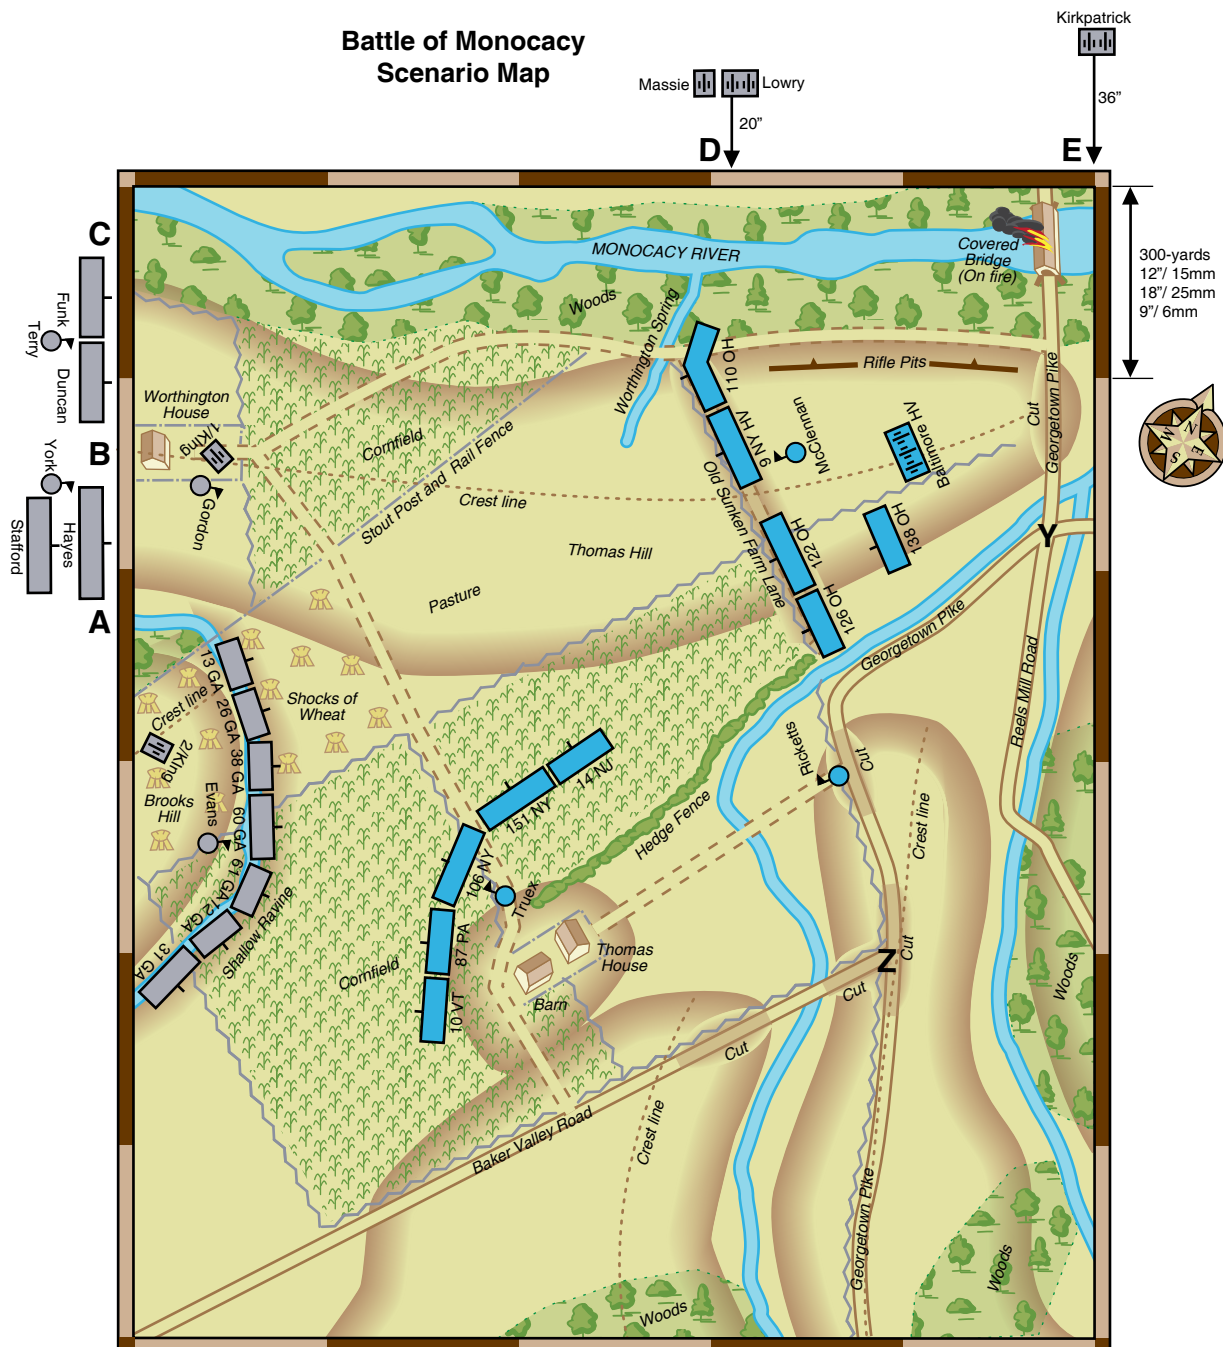 Battle of Monocacy
Scenario Map
Kirkpatrick
36”
Massie
Lowry
20”
D
E
C
B
A
Funk
Terry
Duncan
York
Hayes
Stafford
300-yards
12”/ 15mm
18”/ 25mm
9”/ 6mm
N
E
S
W
MONOCACY RIVER
Covered
Bridge
(On fire)
Woods
Worthington Spring
110 OH
Rifle Pits
Cut
Georgetown Pike
Worthington
House
1/King
Gordon
Cornfield
Stout Post and Rail Fence
Crest line
9 NY HV
McClennan
Baltimore HV
Old Sunken Farm Lane
Thomas Hill
Pasture
122 OH
138 OH
126 OH
Y
Georgetown Pike
Reels Mill Road
13 GA
26 GA
38 GA
60 GA
61 GA
12 GA
31 GA
Crest line
2/King
Brooks
Hill
Evans
Shocks of
Wheat
Shallow Ravine
14 NJ
151 NY
106 NY
87 PA
10 VT
Truex
Hedge Fence
Ricketts
Cut
Crest line
Thomas
House
Barn
Cornfield
Z
Cut
Cut
Cut
Woods
Baker Valley Road
Crest line
Georgetown Pike
Woods
Woods